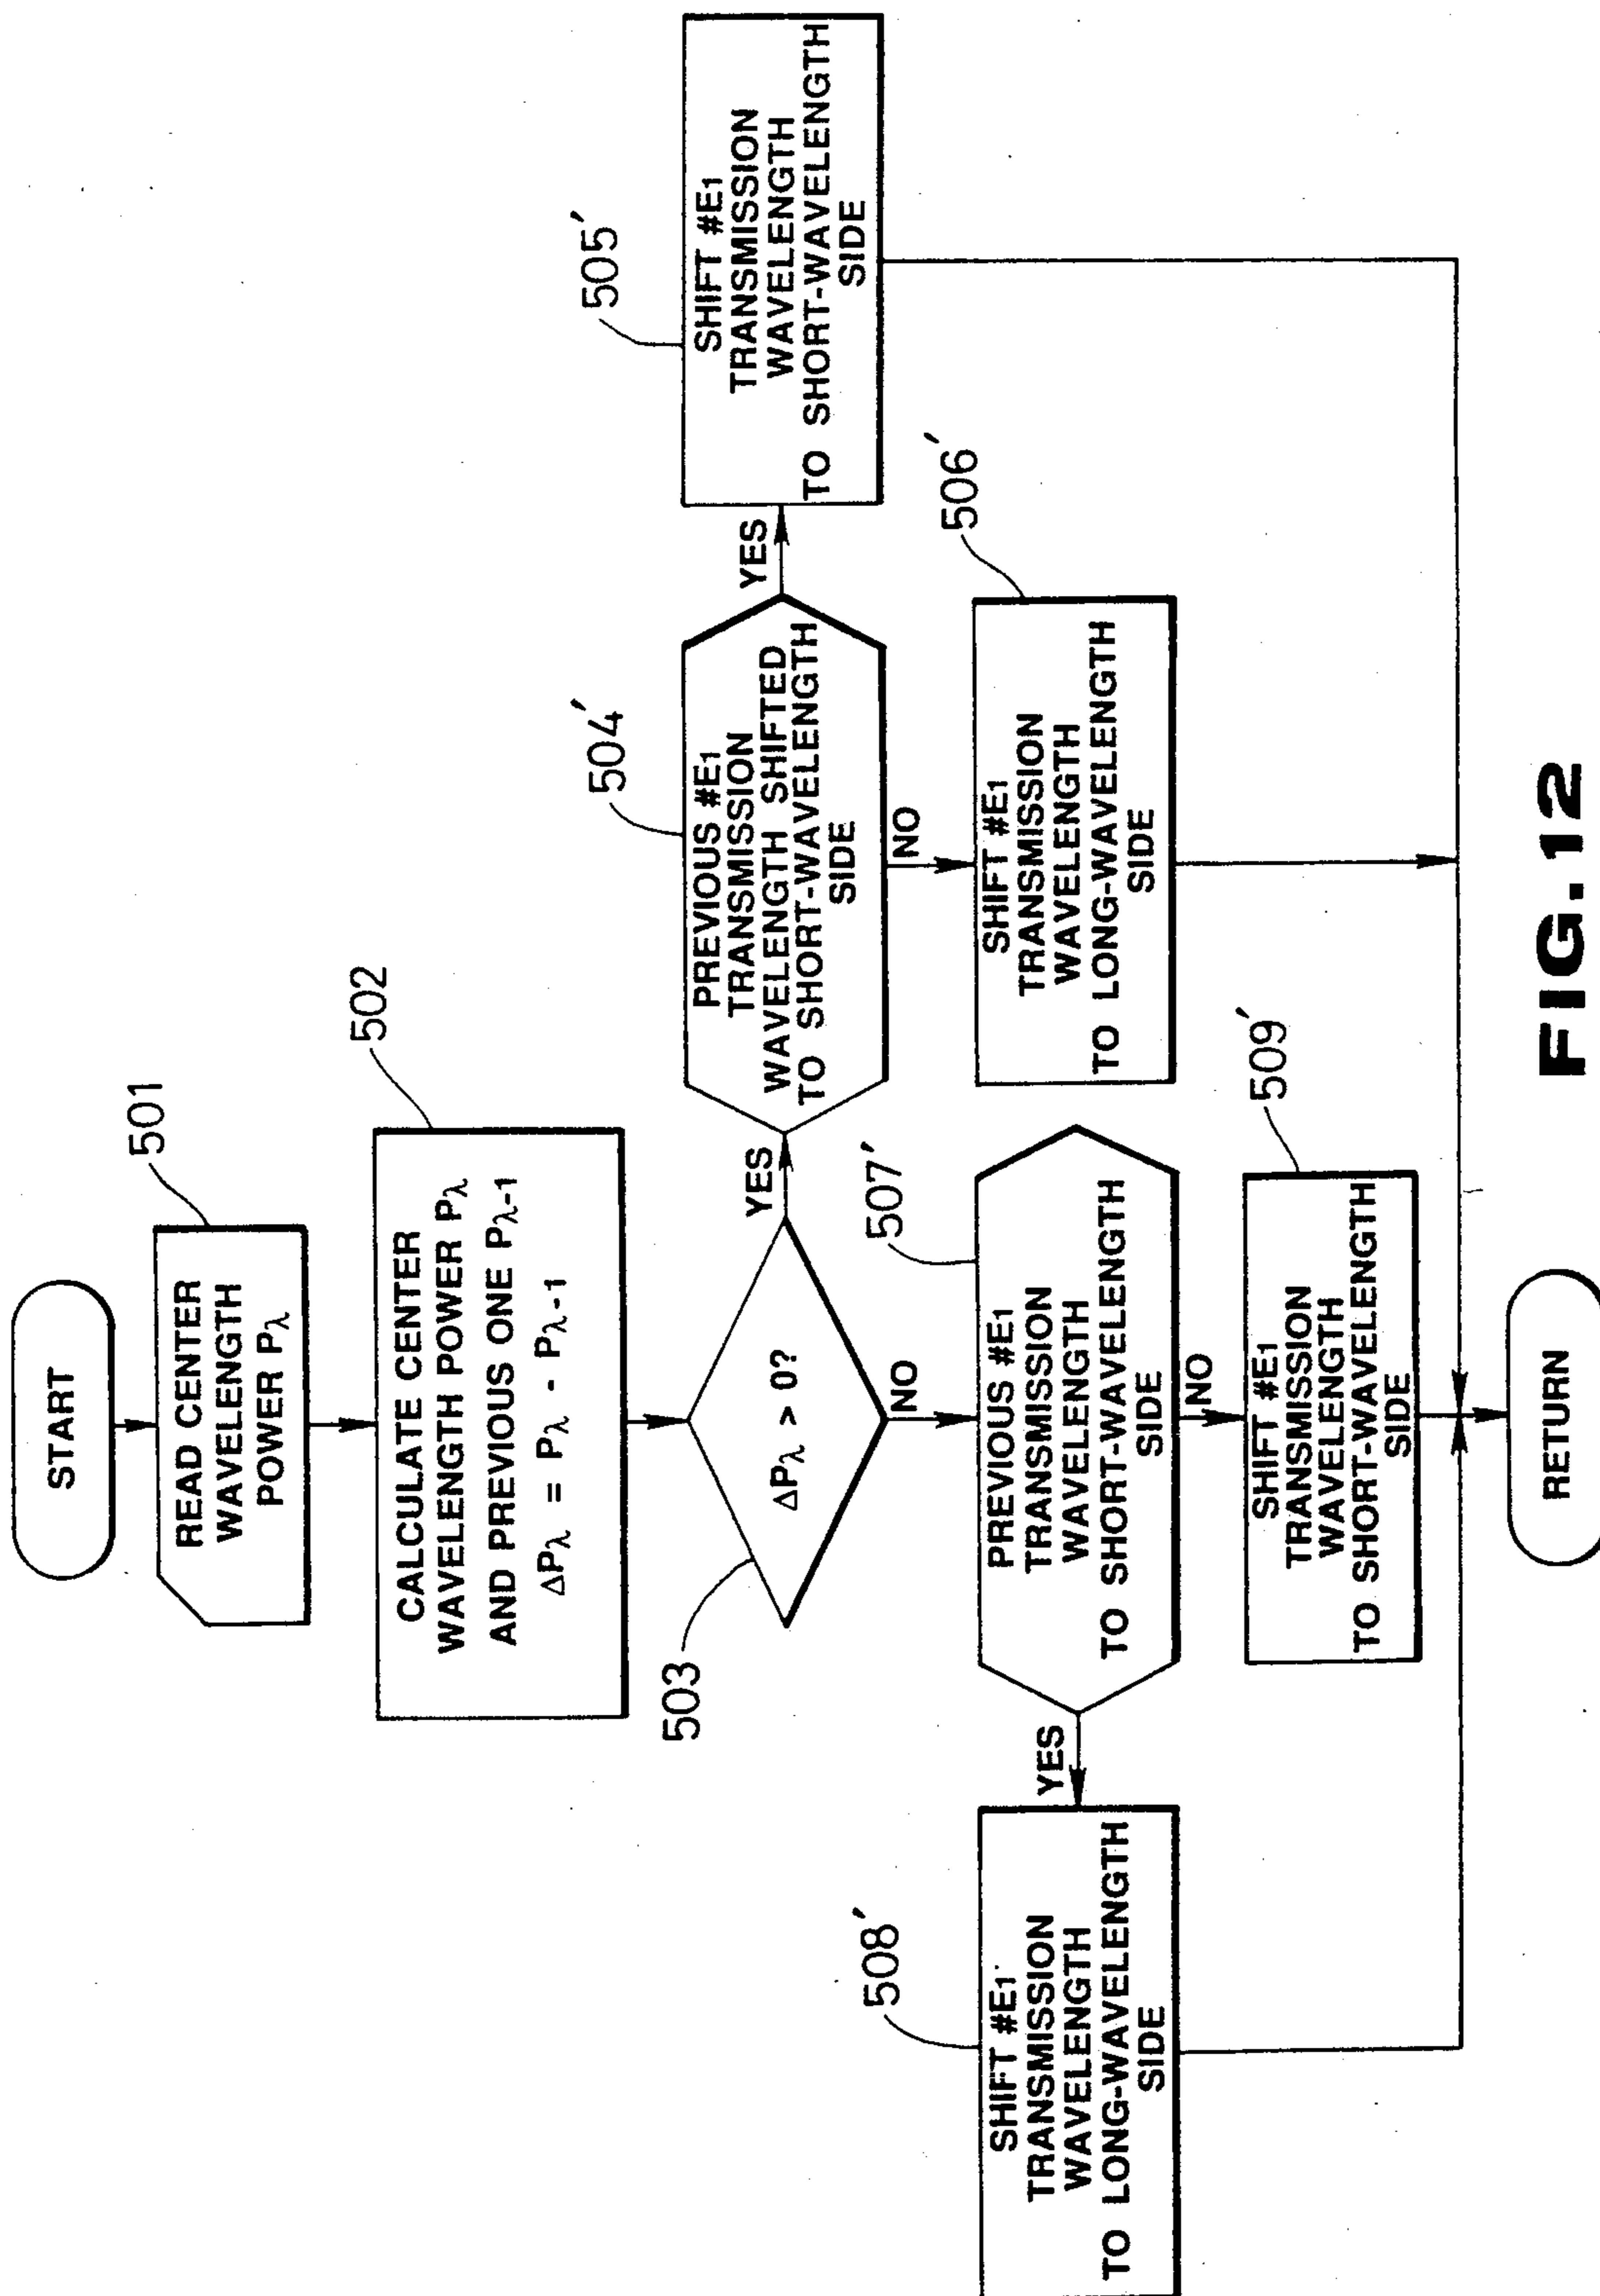 START
501
READ CENTER
WAVELENGTH
POWER Pλ
502
CALCULATE CENTER
WAVELENGTH POWER Pλ
AND PREVIOUS ONE Pλ-1
ΔPλ = Pλ - Pλ-1
503
ΔPλ > 0?
YES
NO
504'
PREVIOUS #E1
TRANSMISSION
WAVELENGTH SHIFTED
TO SHORT-WAVELENGTH
SIDE
YES
NO
505'
SHIFT #E1
TRANSMISSION
WAVELENGTH
TO SHORT-WAVELENGTH
SIDE
506'
SHIFT #E1
TRANSMISSION
WAVELENGTH
TO LONG-WAVELENGTH
SIDE
507'
PREVIOUS #E1
TRANSMISSION
WAVELENGTH
TO SHORT-WAVELENGTH
SIDE
YES
NO
508'
SHIFT #E1
TRANSMISSION
WAVELENGTH
TO LONG-WAVELENGTH
SIDE
509'
SHIFT #E1
TRANSMISSION
WAVELENGTH
TO SHORT-WAVELENGTH
SIDE
RETURN
FIG.12